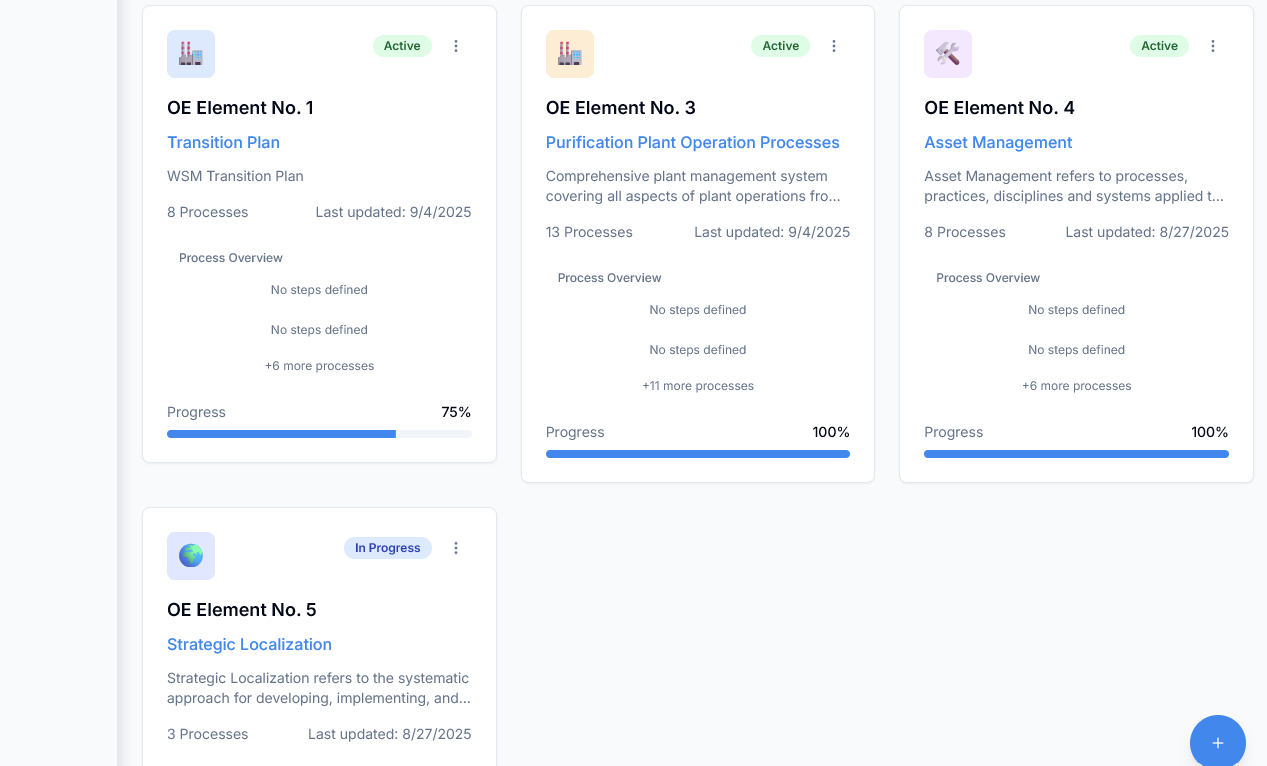 Active
OE Element No. 1
Transition Plan
WSM Transition Plan
8 Processes Last updated: 9/4/2025
Process Overview
No steps defined
No steps defined
+6 more processes
Progress 75%
Active
OE Element No. 3
Purification Plant Operation Processes
Comprehensive plant management system
covering all aspects of plant operations fro...
13 Processes Last updated: 9/4/2025
Process Overview
No steps defined
No steps defined
+11 more processes
Progress 100%
Active
OE Element No. 4
Asset Management
Asset Management refers to processes,
practices, disciplines and systems applied t...
8 Processes Last updated: 8/27/2025
Process Overview
No steps defined
No steps defined
+6 more processes
Progress 100%
In Progress
OE Element No. 5
Strategic Localization
Strategic Localization refers to the systematic
approach for developing, implementing, and...
3 Processes Last updated: 8/27/2025
+